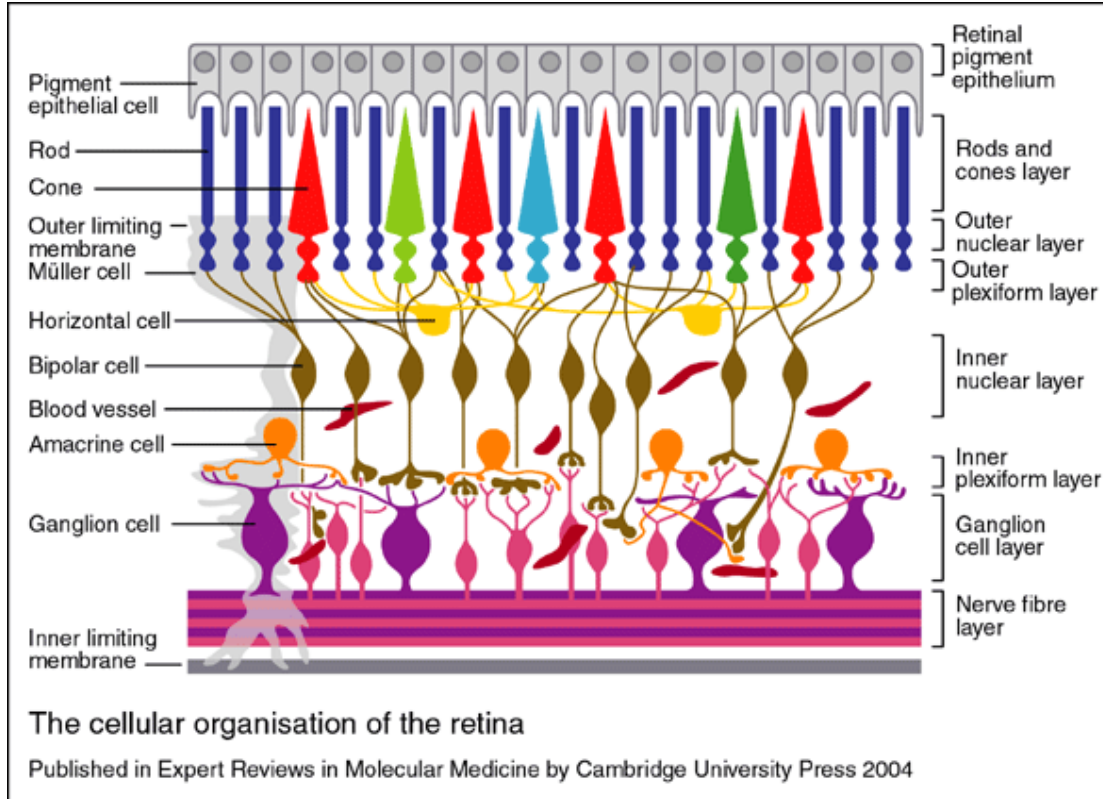 Pigment
epithelial cell
Rod
Cone
Outer limiting
membrane
Müller cell
Horizontal cell
Bipolar cell
Blood vessel
Amacrine cell
Ganglion cell
Inner limiting
membrane
Retinal
pigment
epithelium
Rods and
cones layer
Outer
nuclear layer
Outer
plexiform layer
Inner
nuclear layer
Inner
plexiform layer
Ganglion
cell layer
Nerve fibre
layer
The cellular organisation of the retina
Published in Expert Reviews in Molecular Medicine by Cambridge University Press 2004